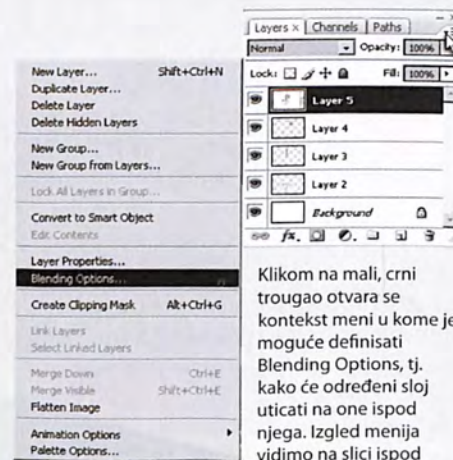 Layers × Channels Paths
Normal Opacity: 100%
Lock: Fill: 100%
Layer 5
Layer 4
Layer 3
Layer 2
Background
New Layer... Shift+Ctrl+N
Duplicate Layer...
Delete Layer
Delete Hidden Layers
New Group...
New Group from Layers...
Lock All Layers in Group...
Convert to Smart Object
Edit Contents
Layer Properties...
Blending Options...
Create Clipping Mask Alt+Ctrl+G
Link Layers
Select Linked Layers
Merge Down Ctrl+E
Merge Visible Shift+Ctrl+E
Flatten Image
Animation Options
Palette Options...
Klikom na mali, crni
trougao otvara se
kontekst meni u kome je
moguće definisati
Blending Options, tj.
kako će određeni sloj
uticati na one ispod
njega. Izgled menija
vidimo na slici ispod